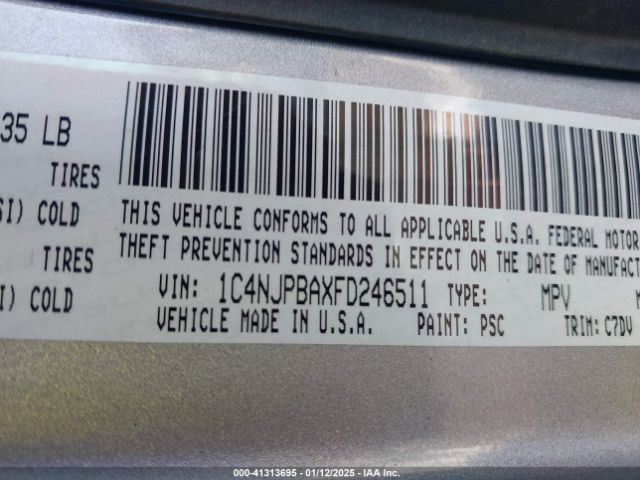 35 LB
TIRES
SI) COLD
TIRES
I) COLD
THIS VEHICLE CONFORMS TO ALL APPLICABLE U.S.A. FEDERAL MOTOR
THEFT PREVENTION STANDARDS IN EFFECT ON THE DATE OF MANUFACT
VIN: 1C4NJPBAXFD246511 TYPE: MPV
VEHICLE MADE IN U.S.A. PAINT: PSC TRIM: C7DV
000-41313695 - 01/12/2025 - IAA Inc.